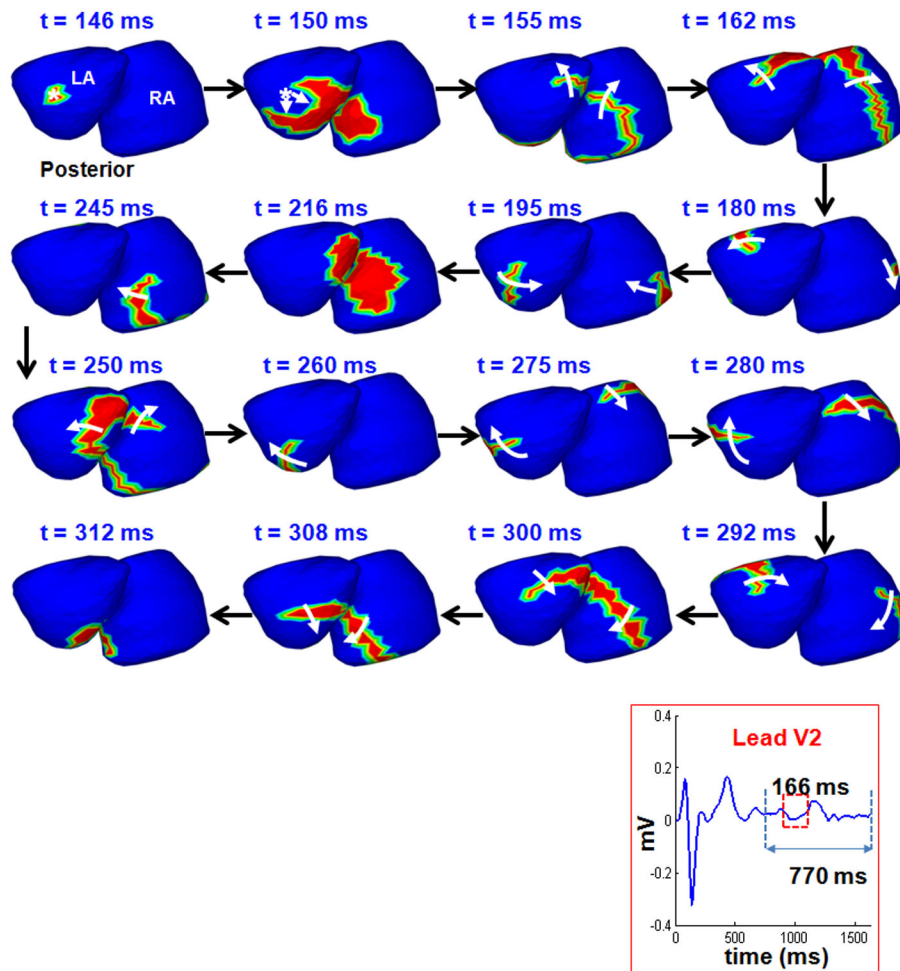 t = 146 ms
t = 150 ms
t = 155 ms
t = 162 ms
*
LA
RA
*
Posterior
t = 245 ms
t = 216 ms
t = 195 ms
t = 180 ms
t = 250 ms
t = 260 ms
t = 275 ms
t = 280 ms
t = 312 ms
t = 308 ms
t = 300 ms
t = 292 ms
Lead V2
0.4
0.2
0
-0.2
-0.4
mV
166 ms
770 ms
0
500
1000
1500
time (ms)